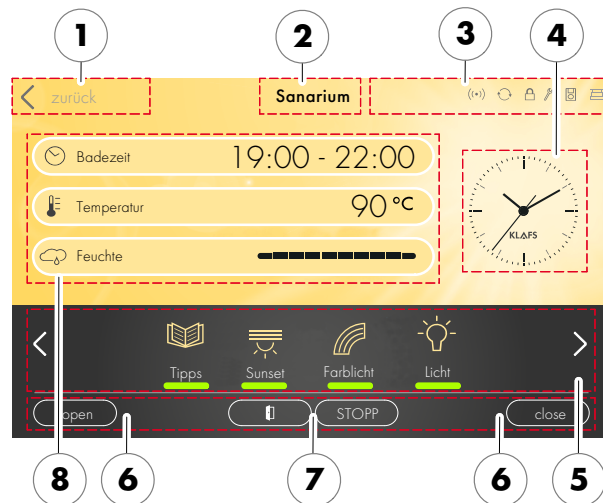 1 2 3 4
zurück Sanarium
Badezeit 19:00 - 22:00
Temperatur 90 °C
KLAFS
Feuchte
Tipps Sunset Farblicht Licht
open STOPP close
8 6 7 6 5